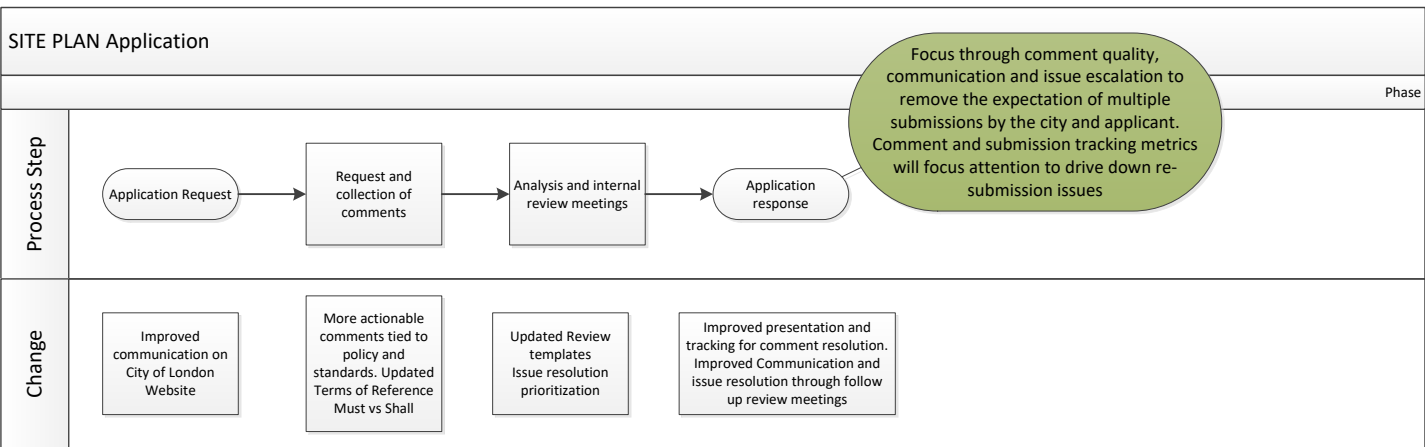 SITE PLAN Application
Focus through comment quality,
communication and issue escalation to
remove the expectation of multiple
submissions by the city and applicant.
Comment and submission tracking metrics
will focus attention to drive down re-
submission issues
Phase
Process Step
Application Request
Request and
collection of
comments
Analysis and internal
review meetings
Application
response
Change
Improved
communication on
City of London
Website
More actionable
comments tied to
policy and
standards. Updated
Terms of Reference
Must vs Shall
Updated Review
templates
Issue resolution
prioritization
Improved presentation and
tracking for comment resolution.
Improved Communication and
issue resolution through follow
up review meetings